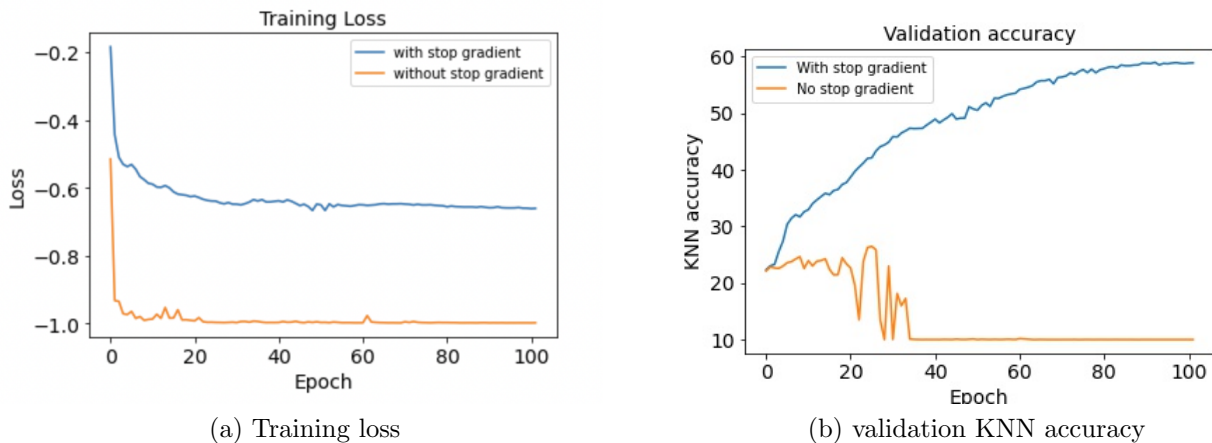 Training Loss
with stop gradient
without stop gradient
Loss
−0.2
−0.4
−0.6
−0.8
−1.0
0 20 40 60 80 100
Epoch
(a) Training loss
Validation accuracy
With stop gradient
No stop gradient
KNN accuracy
60
50
40
30
20
10
0 20 40 60 80 100
Epoch
(b) validation KNN accuracy